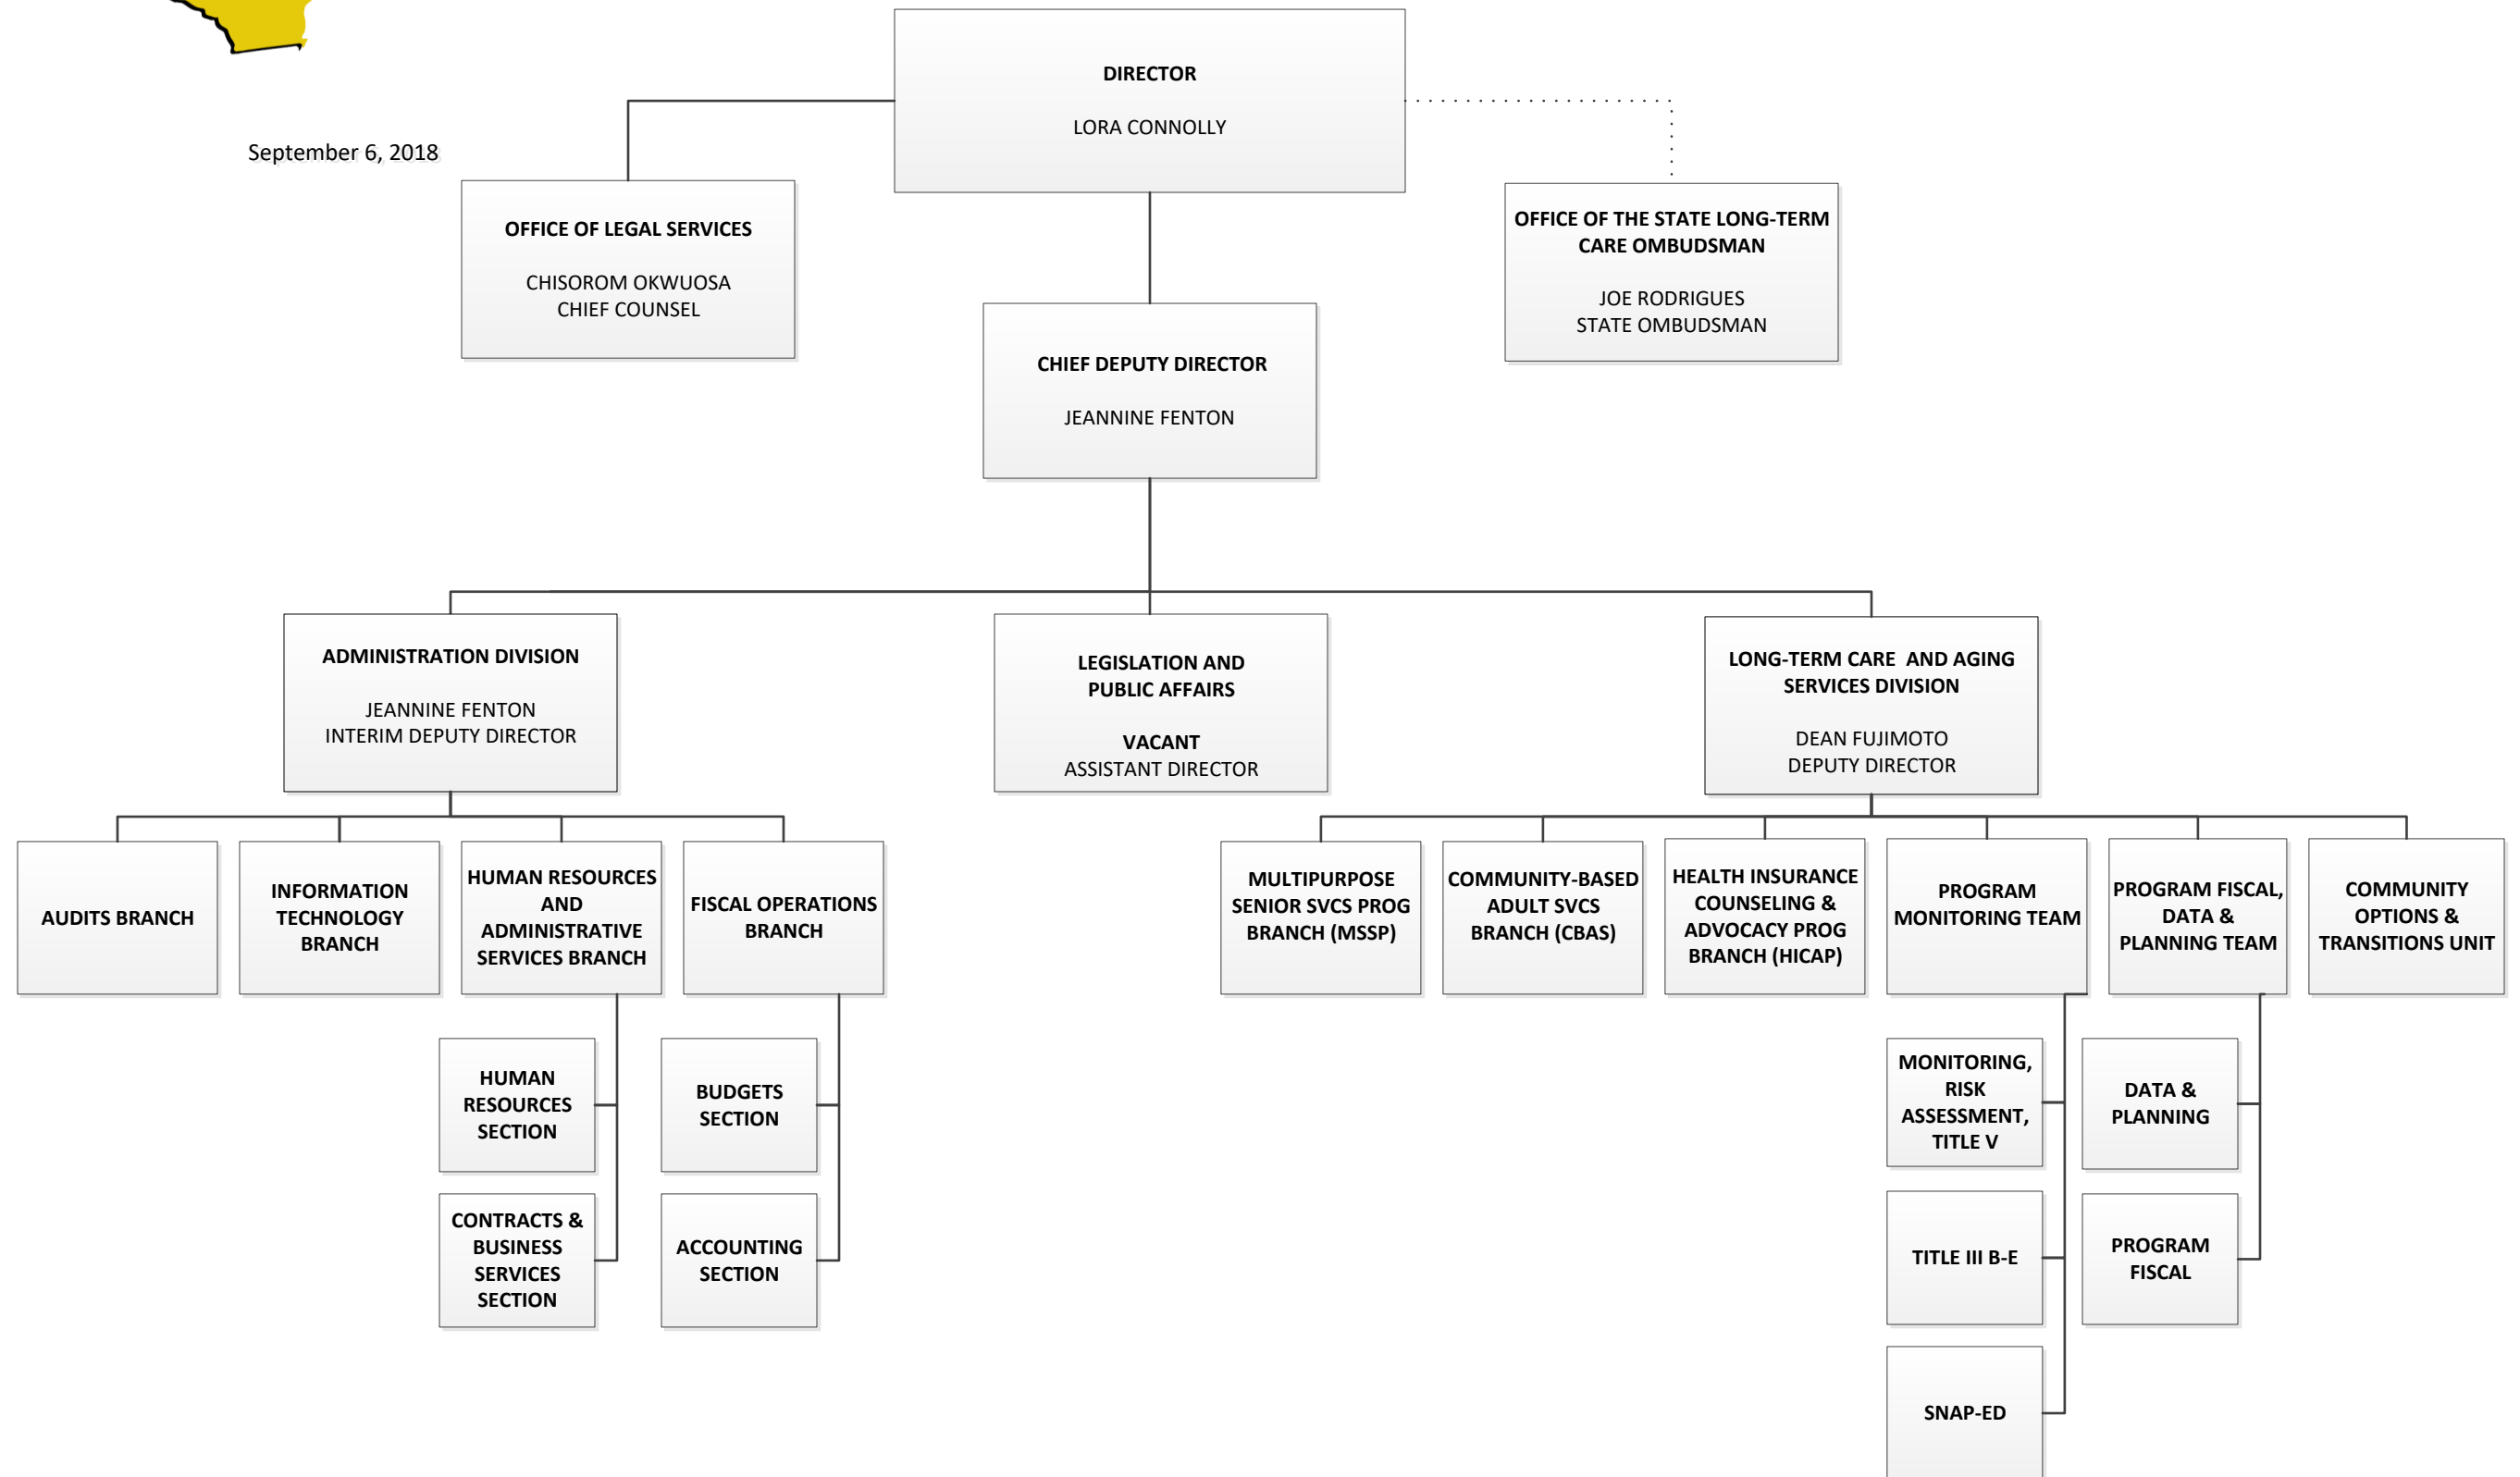 DIRECTOR
LORA CONNOLLY
September 6, 2018
OFFICE OF LEGAL SERVICES
CHISOROM OKWUOSA
CHIEF COUNSEL
OFFICE OF THE STATE LONG-TERM
CARE OMBUDSMAN
JOE RODRIGUES
STATE OMBUDSMAN
CHIEF DEPUTY DIRECTOR
JEANNINE FENTON
ADMINISTRATION DIVISION
JEANNINE FENTON
INTERIM DEPUTY DIRECTOR
LEGISLATION AND
PUBLIC AFFAIRS
VACANT
ASSISTANT DIRECTOR
LONG-TERM CARE  AND AGING
SERVICES DIVISION
DEAN FUJIMOTO
DEPUTY DIRECTOR
AUDITS BRANCH
INFORMATION
TECHNOLOGY
BRANCH
HUMAN RESOURCES
AND
ADMINISTRATIVE
SERVICES BRANCH
FISCAL OPERATIONS
BRANCH
MULTIPURPOSE
SENIOR SVCS PROG
BRANCH (MSSP)
COMMUNITY-BASED
ADULT SVCS
BRANCH (CBAS)
HEALTH INSURANCE
COUNSELING &
ADVOCACY PROG
BRANCH (HICAP)
PROGRAM
MONITORING TEAM
PROGRAM FISCAL,
DATA &
PLANNING TEAM
COMMUNITY
OPTIONS &
TRANSITIONS UNIT
HUMAN
RESOURCES
SECTION
BUDGETS
SECTION
MONITORING,
RISK
ASSESSMENT,
TITLE V
DATA &
PLANNING
CONTRACTS &
BUSINESS
SERVICES
SECTION
ACCOUNTING
SECTION
TITLE III B-E
PROGRAM
FISCAL
SNAP-ED